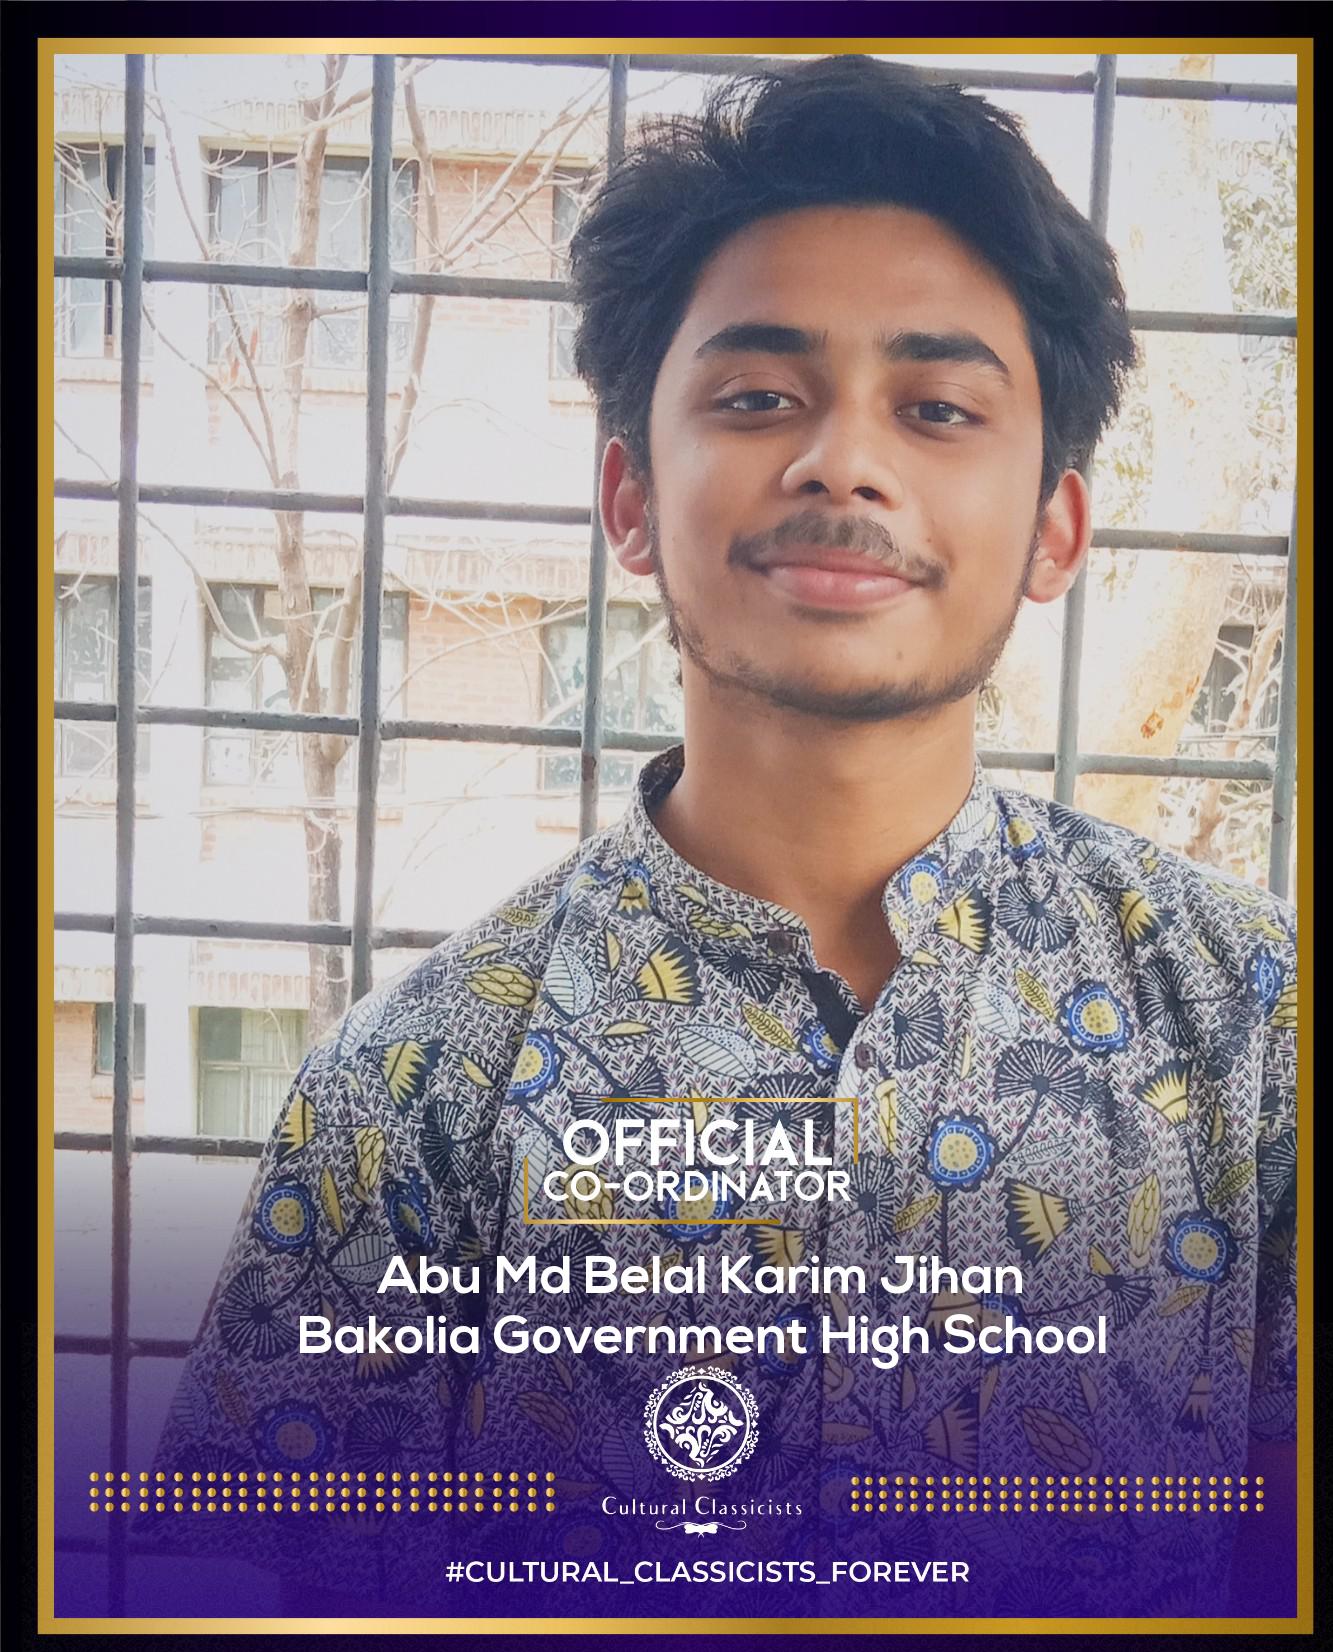 OFFICIAL
CO-ORDINATOR
Abu Md Belal Karim Jihan
Bakolia Government High School
Cultural Classicists
#CULTURAL_CLASSICISTS_FOREVER